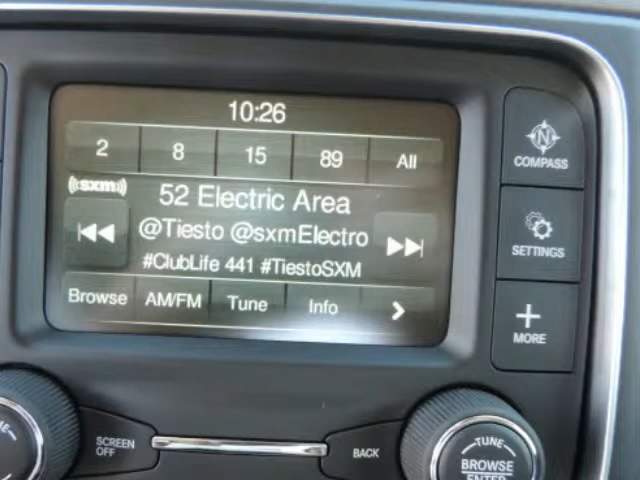 10:26
2 8 15 89 All
((sxm))
52 Electric Area
@Tiesto @sxmElectro
#ClubLife 441 #TiestoSXM
Browse AM/FM Tune Info
N
COMPASS
SETTINGS
MORE
SCREEN
OFF
BACK
TUNE
BROWSE
ENTER